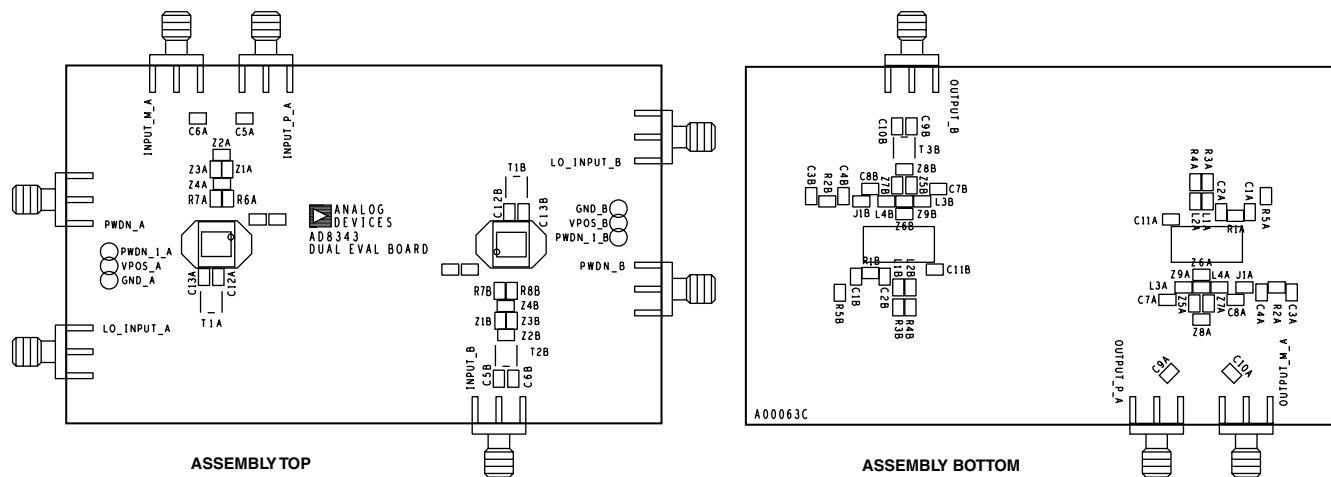 INPUT_M_A
INPUT_P_A
C6A
C5A
Z2A
Z3A
Z1A
Z4A
R7A
R6A
PWDN_A
PWDN_1_A
VPOS_A
GND_A
C13A
C12A
T1A
LO_INPUT_A
ANALOG
DEVICES
AD8343
DUAL EVAL BOARD
LO_INPUT_B
T1B
C12B
C13B
GND_B
VPOS_B
PWDN_1_B
PWDN_B
R7B
R8B
Z4B
Z1B
Z3B
Z2B
T2B
INPUT_B
C5B
C6B
ASSEMBLY TOP
OUTPUT_B
C10B
C9B
T3B
Z8B
C3B
R2B
C4B
C8B
Z7B
Z5B
C7B
J1B
L4B
L3B
Z9B
Z6B
R1B
L1B
L2B
C11B
C1B
C2B
R5B
R3B
R4B
R4A
R3A
C2A
C1A
R5A
C11A
L2A
L1A
R1A
Z6A
Z9A
L4A
J1A
L3A
C7A
Z5A
Z7A
C8A
C4A
R2A
C3A
Z8A
C9A
C10A
OUTPUT_P_A
OUTPUT_M_A
A00063C
ASSEMBLY BOTTOM